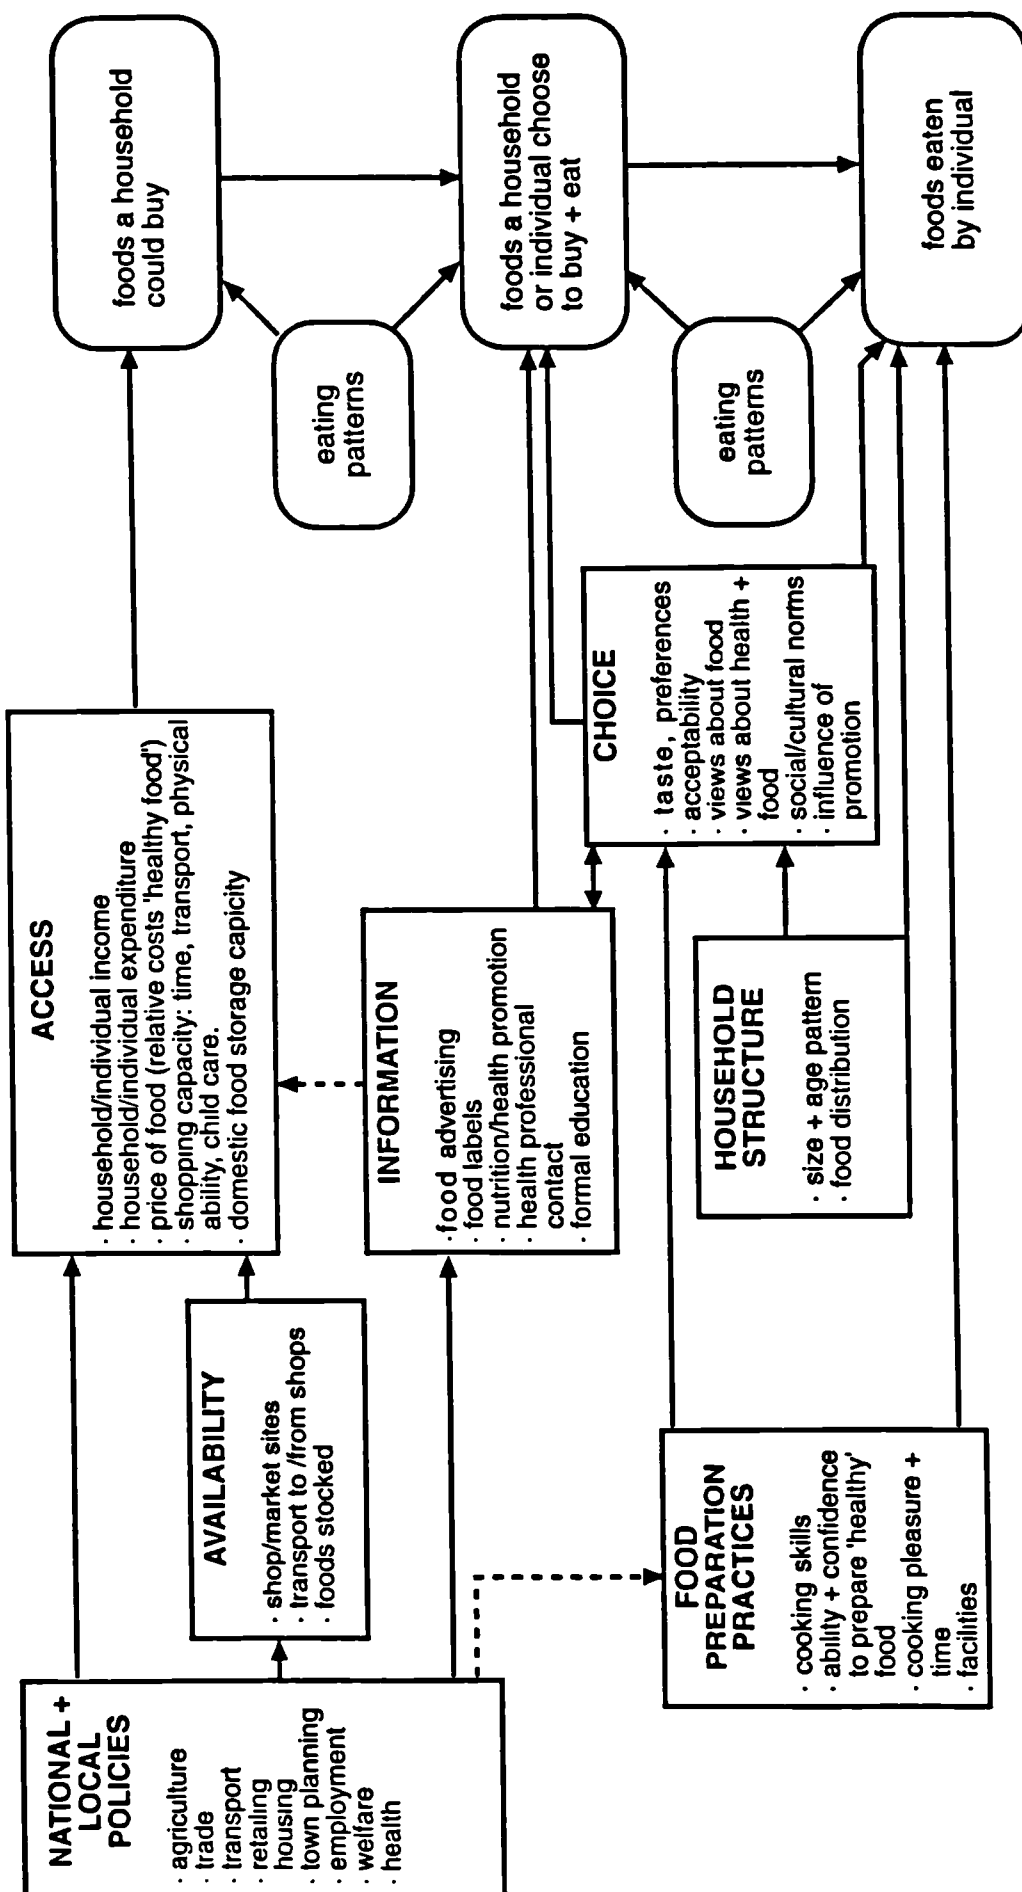 NATIONAL +
LOCAL
POLICIES
· agriculture
· trade
· transport
· retailing
· housing
· town planning
· employment
· welfare
· health
AVAILABILITY
· shop/market sites
· transport to /from shops
· foods stocked
ACCESS
· household/individual income
· household/individual expenditure
· price of food (relative costs 'healthy food')
· shopping capacity: time, transport, physical
ability, child care.
· domestic food storage capicity
INFORMATION
· food advertising
· food labels
· nutrition/health promotion
· health professional
contact
· formal education
FOOD
PREPARATION
PRACTICES
· cooking skills
· ability + confidence
to prepare 'healthy'
food
· cooking pleasure +
time
· facilities
HOUSEHOLD
STRUCTURE
· size + age pattern
· food distribution
CHOICE
· taste, preferences
· acceptability
· views about food
· views about health +
food
· social/cultural norms
· influence of
promotion
eating
patterns
eating
patterns
foods a household
could buy
foods a household
or individual choose
to buy + eat
foods eaten
by individual